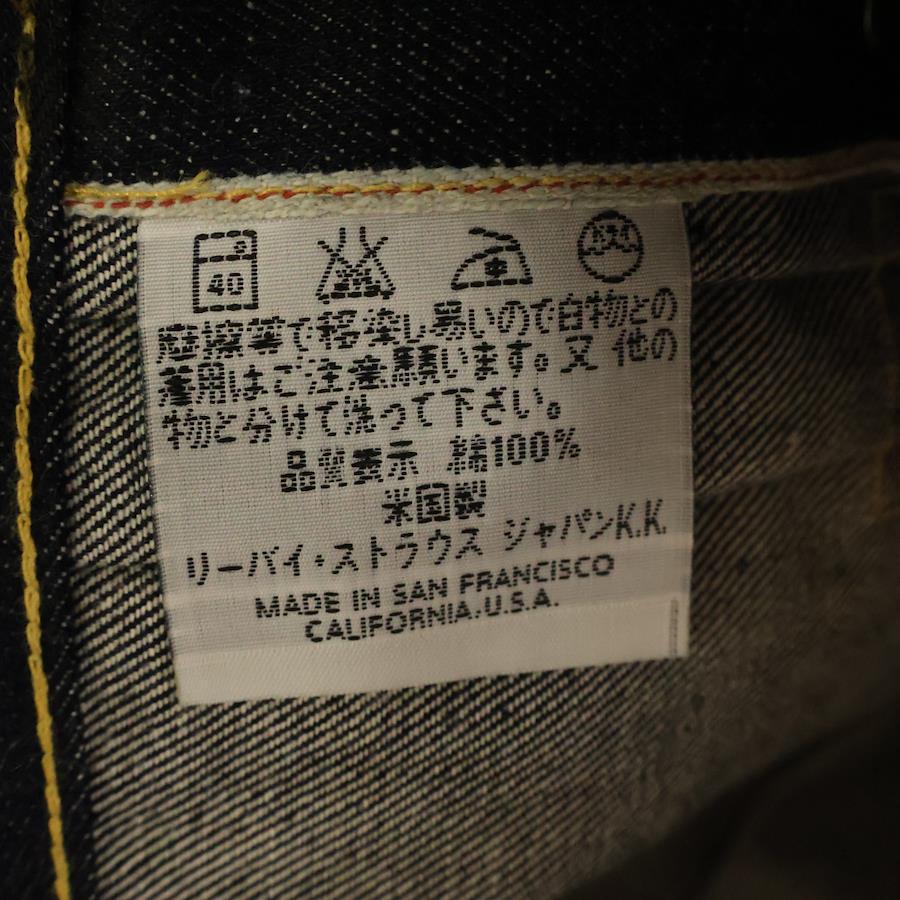 40
摩擦等で移染し易いので白物との
着用はご注意願います。又 他の
物と分けて洗って下さい。
品質表示 綿100%
米国製
リーバイ・ストラウス ジャパンK.K.
MADE IN SAN FRANCISCO
CALIFORNIA, U.S.A.